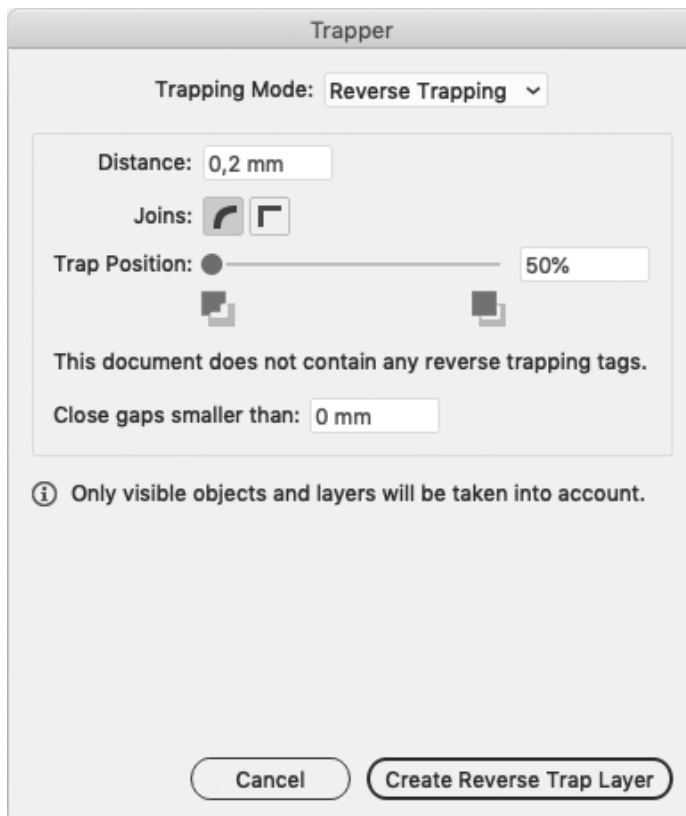 Trapper
Trapping Mode: Reverse Trapping
Distance: 0,2 mm
Joins:
Trap Position: 50%
This document does not contain any reverse trapping tags.
Close gaps smaller than: 0 mm
Only visible objects and layers will be taken into account.
Cancel Create Reverse Trap Layer